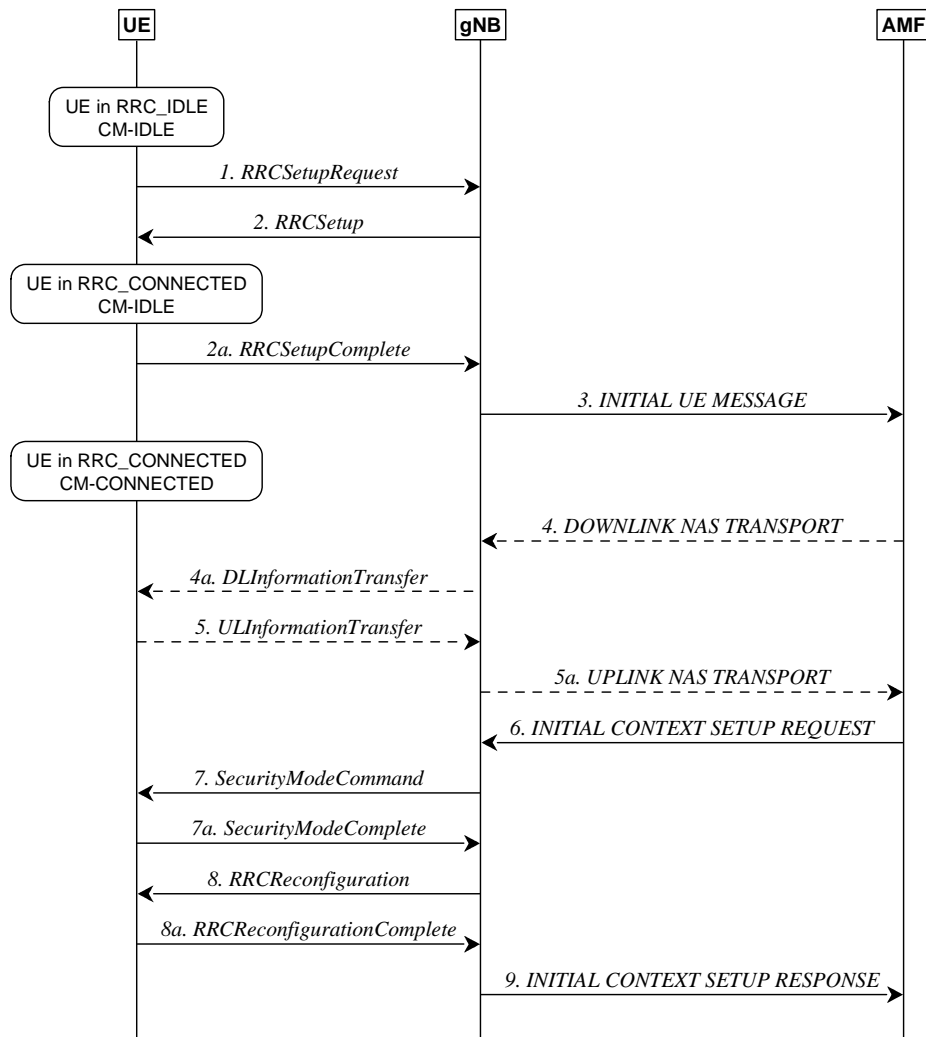 UE
gNB
AMF
UE in RRC_IDLE
CM-IDLE
1. RRCSetupRequest
2. RRCSetup
UE in RRC_CONNECTED
CM-IDLE
2a. RRCSetupComplete
3. INITIAL UE MESSAGE
UE in RRC_CONNECTED
CM-CONNECTED
4. DOWNLINK NAS TRANSPORT
4a. DLInformationTransfer
5. ULInformationTransfer
5a. UPLINK NAS TRANSPORT
6. INITIAL CONTEXT SETUP REQUEST
7. SecurityModeCommand
7a. SecurityModeComplete
8. RRCReconfiguration
8a. RRCReconfigurationComplete
9. INITIAL CONTEXT SETUP RESPONSE